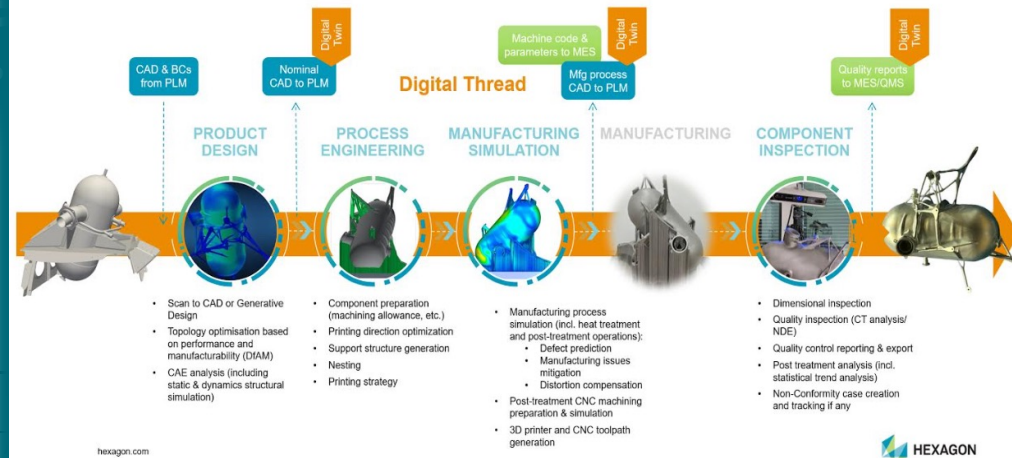 Digital
Twin
Digital
Twin
Digital
Twin
Machine code &
parameters to MES
CAD & BCs
from PLM
Nominal
CAD to PLM
Digital Thread
Mfg process
CAD to PLM
Quality reports
to MES/QMS
PRODUCT
DESIGN
PROCESS
ENGINEERING
MANUFACTURING
SIMULATION
MANUFACTURING
COMPONENT
INSPECTION
• Scan to CAD or Generative
Design
• Topology optimisation based
on performance and
manufacturability (DfAM)
• CAE analysis (including
static & dynamics structural
simulation)
• Component preparation
(machining allowance, etc.)
• Printing direction optimization
• Support structure generation
• Nesting
• Printing strategy
• Manufacturing process
simulation (incl. heat treatment
and post-treatment operations):
• Defect prediction
• Manufacturing issues
mitigation
• Distortion compensation
• Post-treatment CNC machining
preparation & simulation
• 3D printer and CNC toolpath
generation
• Dimensional inspection
• Quality inspection (CT analysis/
NDE)
• Quality control reporting & export
• Post treatment analysis (incl.
statistical trend analysis)
• Non-Conformity case creation
and tracking if any
hexagon.com
HEXAGON